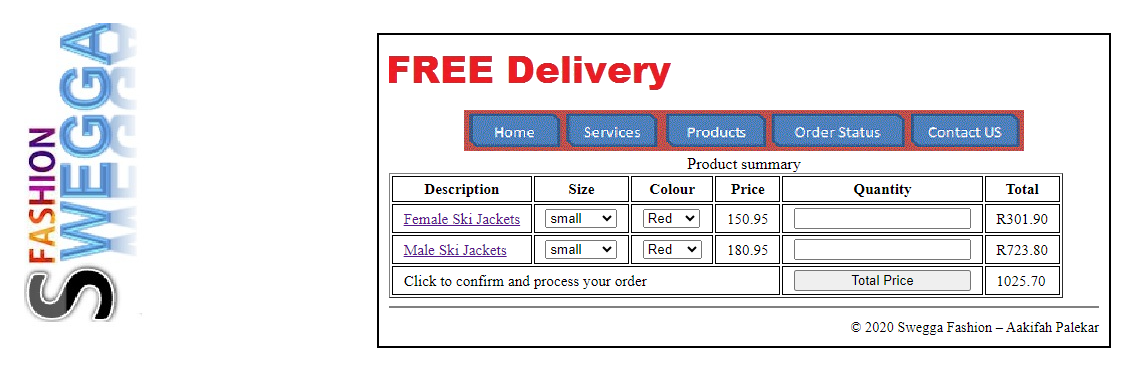 FASHION
SWEGGA
FREE Delivery
Home Services Products Order Status Contact US
Product summary
Description Size Colour Price Quantity Total
Female Ski Jackets small Red 150.95 R301.90
Male Ski Jackets small Red 180.95 R723.80
Click to confirm and process your order Total Price 1025.70
© 2020 Swegga Fashion – Aakifah Palekar